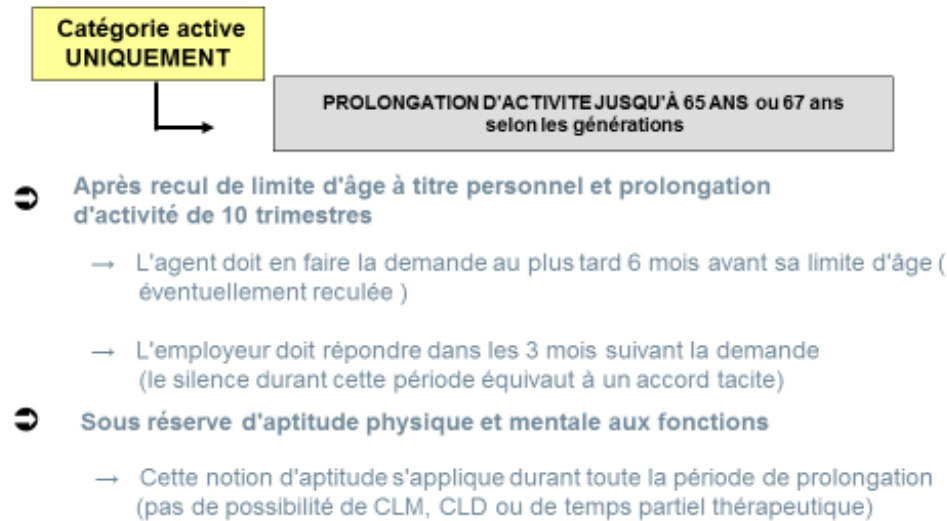 Catégorie active
UNIQUEMENT
PROLONGATION D'ACTIVITE JUSQU'À 65 ANS ou 67 ans
selon les générations
Après recul de limite d'âge à titre personnel et prolongation
d'activité de 10 trimestres
→ L'agent doit en faire la demande au plus tard 6 mois avant sa limite d'âge (
éventuellement reculée )
→ L'employeur doit répondre dans les 3 mois suivant la demande
(le silence durant cette période équivaut à un accord tacite)
Sous réserve d'aptitude physique et mentale aux fonctions
→ Cette notion d'aptitude s'applique durant toute la période de prolongation
(pas de possibilité de CLM, CLD ou de temps partiel thérapeutique)